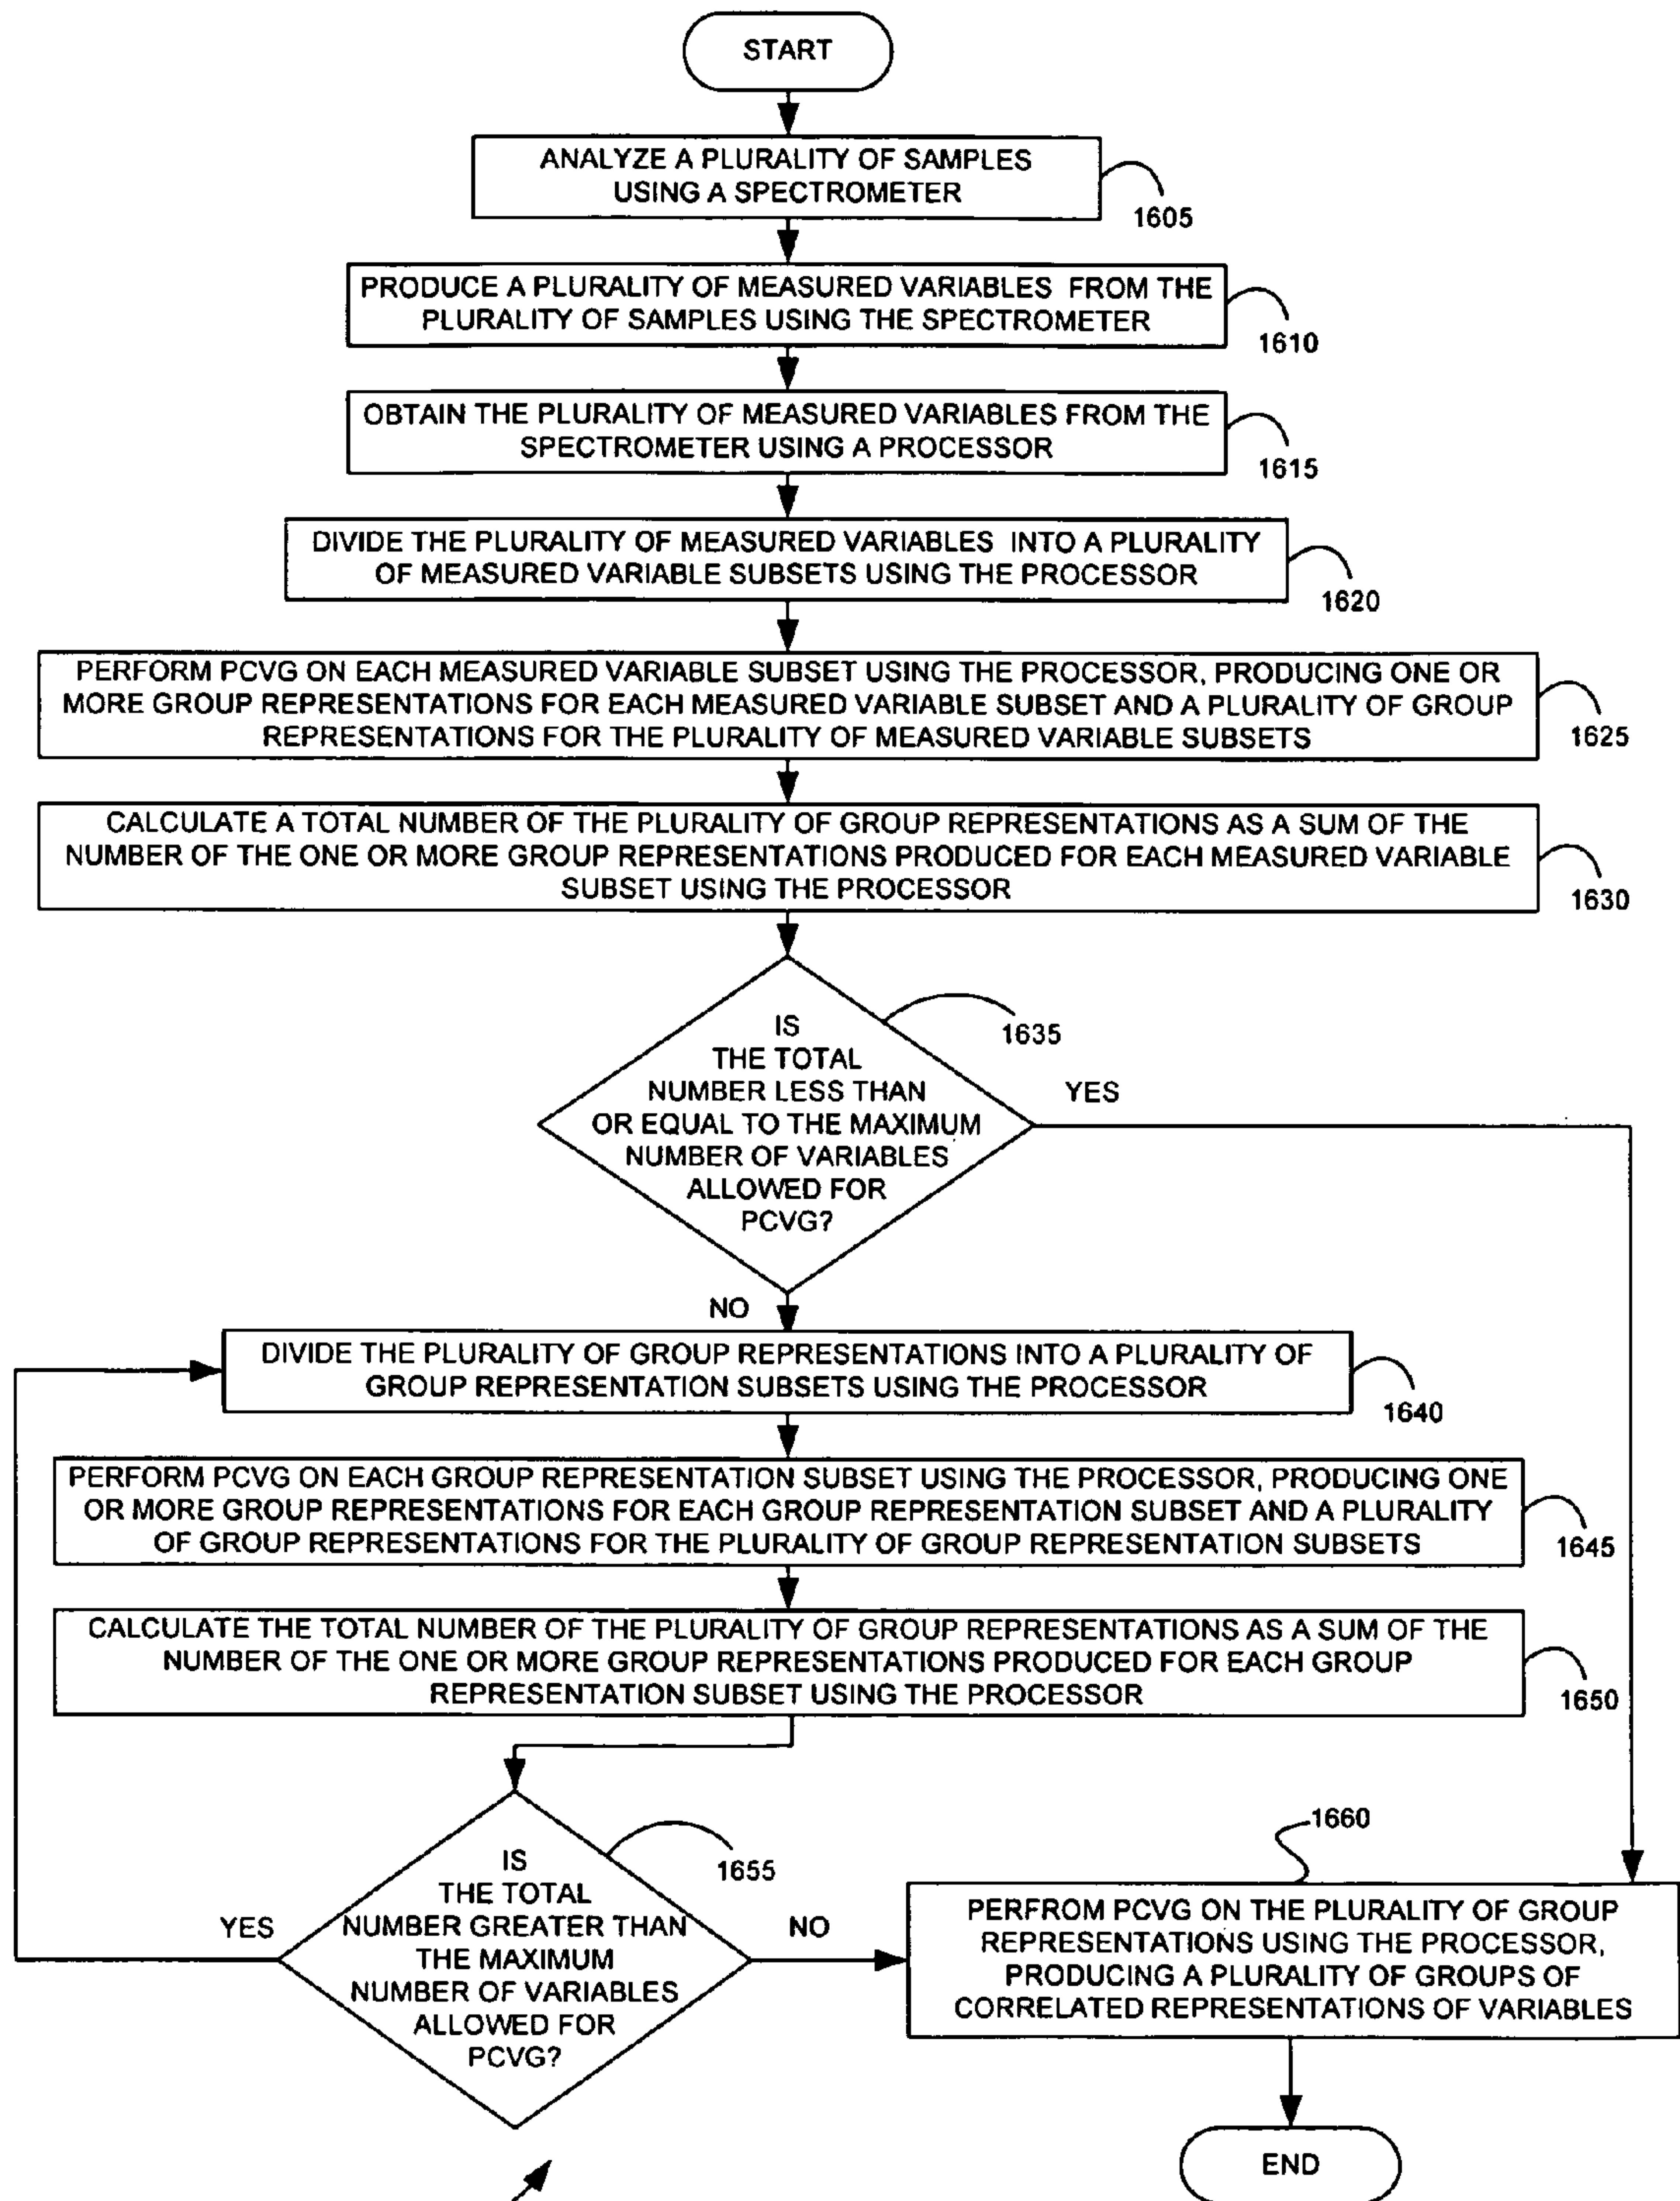 START
ANALYZE A PLURALITY OF SAMPLES
USING A SPECTROMETER
1605
PRODUCE A PLURALITY OF MEASURED VARIABLES FROM THE
PLURALITY OF SAMPLES USING THE SPECTROMETER
1610
OBTAIN THE PLURALITY OF MEASURED VARIABLES FROM THE
SPECTROMETER USING A PROCESSOR
1615
DIVIDE THE PLURALITY OF MEASURED VARIABLES INTO A PLURALITY
OF MEASURED VARIABLE SUBSETS USING THE PROCESSOR
1620
PERFORM PCVG ON EACH MEASURED VARIABLE SUBSET USING THE PROCESSOR, PRODUCING ONE OR
MORE GROUP REPRESENTATIONS FOR EACH MEASURED VARIABLE SUBSET AND A PLURALITY OF GROUP
REPRESENTATIONS FOR THE PLURALITY OF MEASURED VARIABLE SUBSETS
1625
CALCULATE A TOTAL NUMBER OF THE PLURALITY OF GROUP REPRESENTATIONS AS A SUM OF THE
NUMBER OF THE ONE OR MORE GROUP REPRESENTATIONS PRODUCED FOR EACH MEASURED VARIABLE
SUBSET USING THE PROCESSOR
1630
IS
THE TOTAL
NUMBER LESS THAN
OR EQUAL TO THE MAXIMUM
NUMBER OF VARIABLES
ALLOWED FOR
PCVG?
1635
YES
NO
DIVIDE THE PLURALITY OF GROUP REPRESENTATIONS INTO A PLURALITY OF
GROUP REPRESENTATION SUBSETS USING THE PROCESSOR
1640
PERFORM PCVG ON EACH GROUP REPRESENTATION SUBSET USING THE PROCESSOR, PRODUCING ONE
OR MORE GROUP REPRESENTATIONS FOR EACH GROUP REPRESENTATION SUBSET AND A PLURALITY
OF GROUP REPRESENTATIONS FOR THE PLURALITY OF GROUP REPRESENTATION SUBSETS
1645
CALCULATE THE TOTAL NUMBER OF THE PLURALITY OF GROUP REPRESENTATIONS AS A SUM OF THE
NUMBER OF THE ONE OR MORE GROUP REPRESENTATIONS PRODUCED FOR EACH GROUP
REPRESENTATION SUBSET USING THE PROCESSOR
1650
IS
THE TOTAL
NUMBER GREATER THAN
THE MAXIMUM
NUMBER OF VARIABLES
ALLOWED FOR
PCVG?
1655
YES
NO
1660
PERFROM PCVG ON THE PLURALITY OF GROUP
REPRESENTATIONS USING THE PROCESSOR,
PRODUCING A PLURALITY OF GROUPS OF
CORRELATED REPRESENTATIONS OF VARIABLES
END